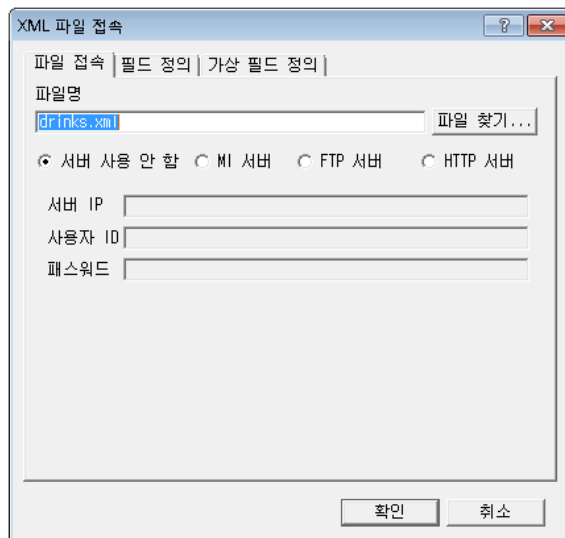 XML 파일 접속
파일 접속 필드 정의 가상 필드 정의
파일명
drinks.xml 파일 찾기...
서버 사용 안 함 MI 서버 FTP 서버 HTTP 서버
서버 IP
사용자 ID
패스워드
확인 취소